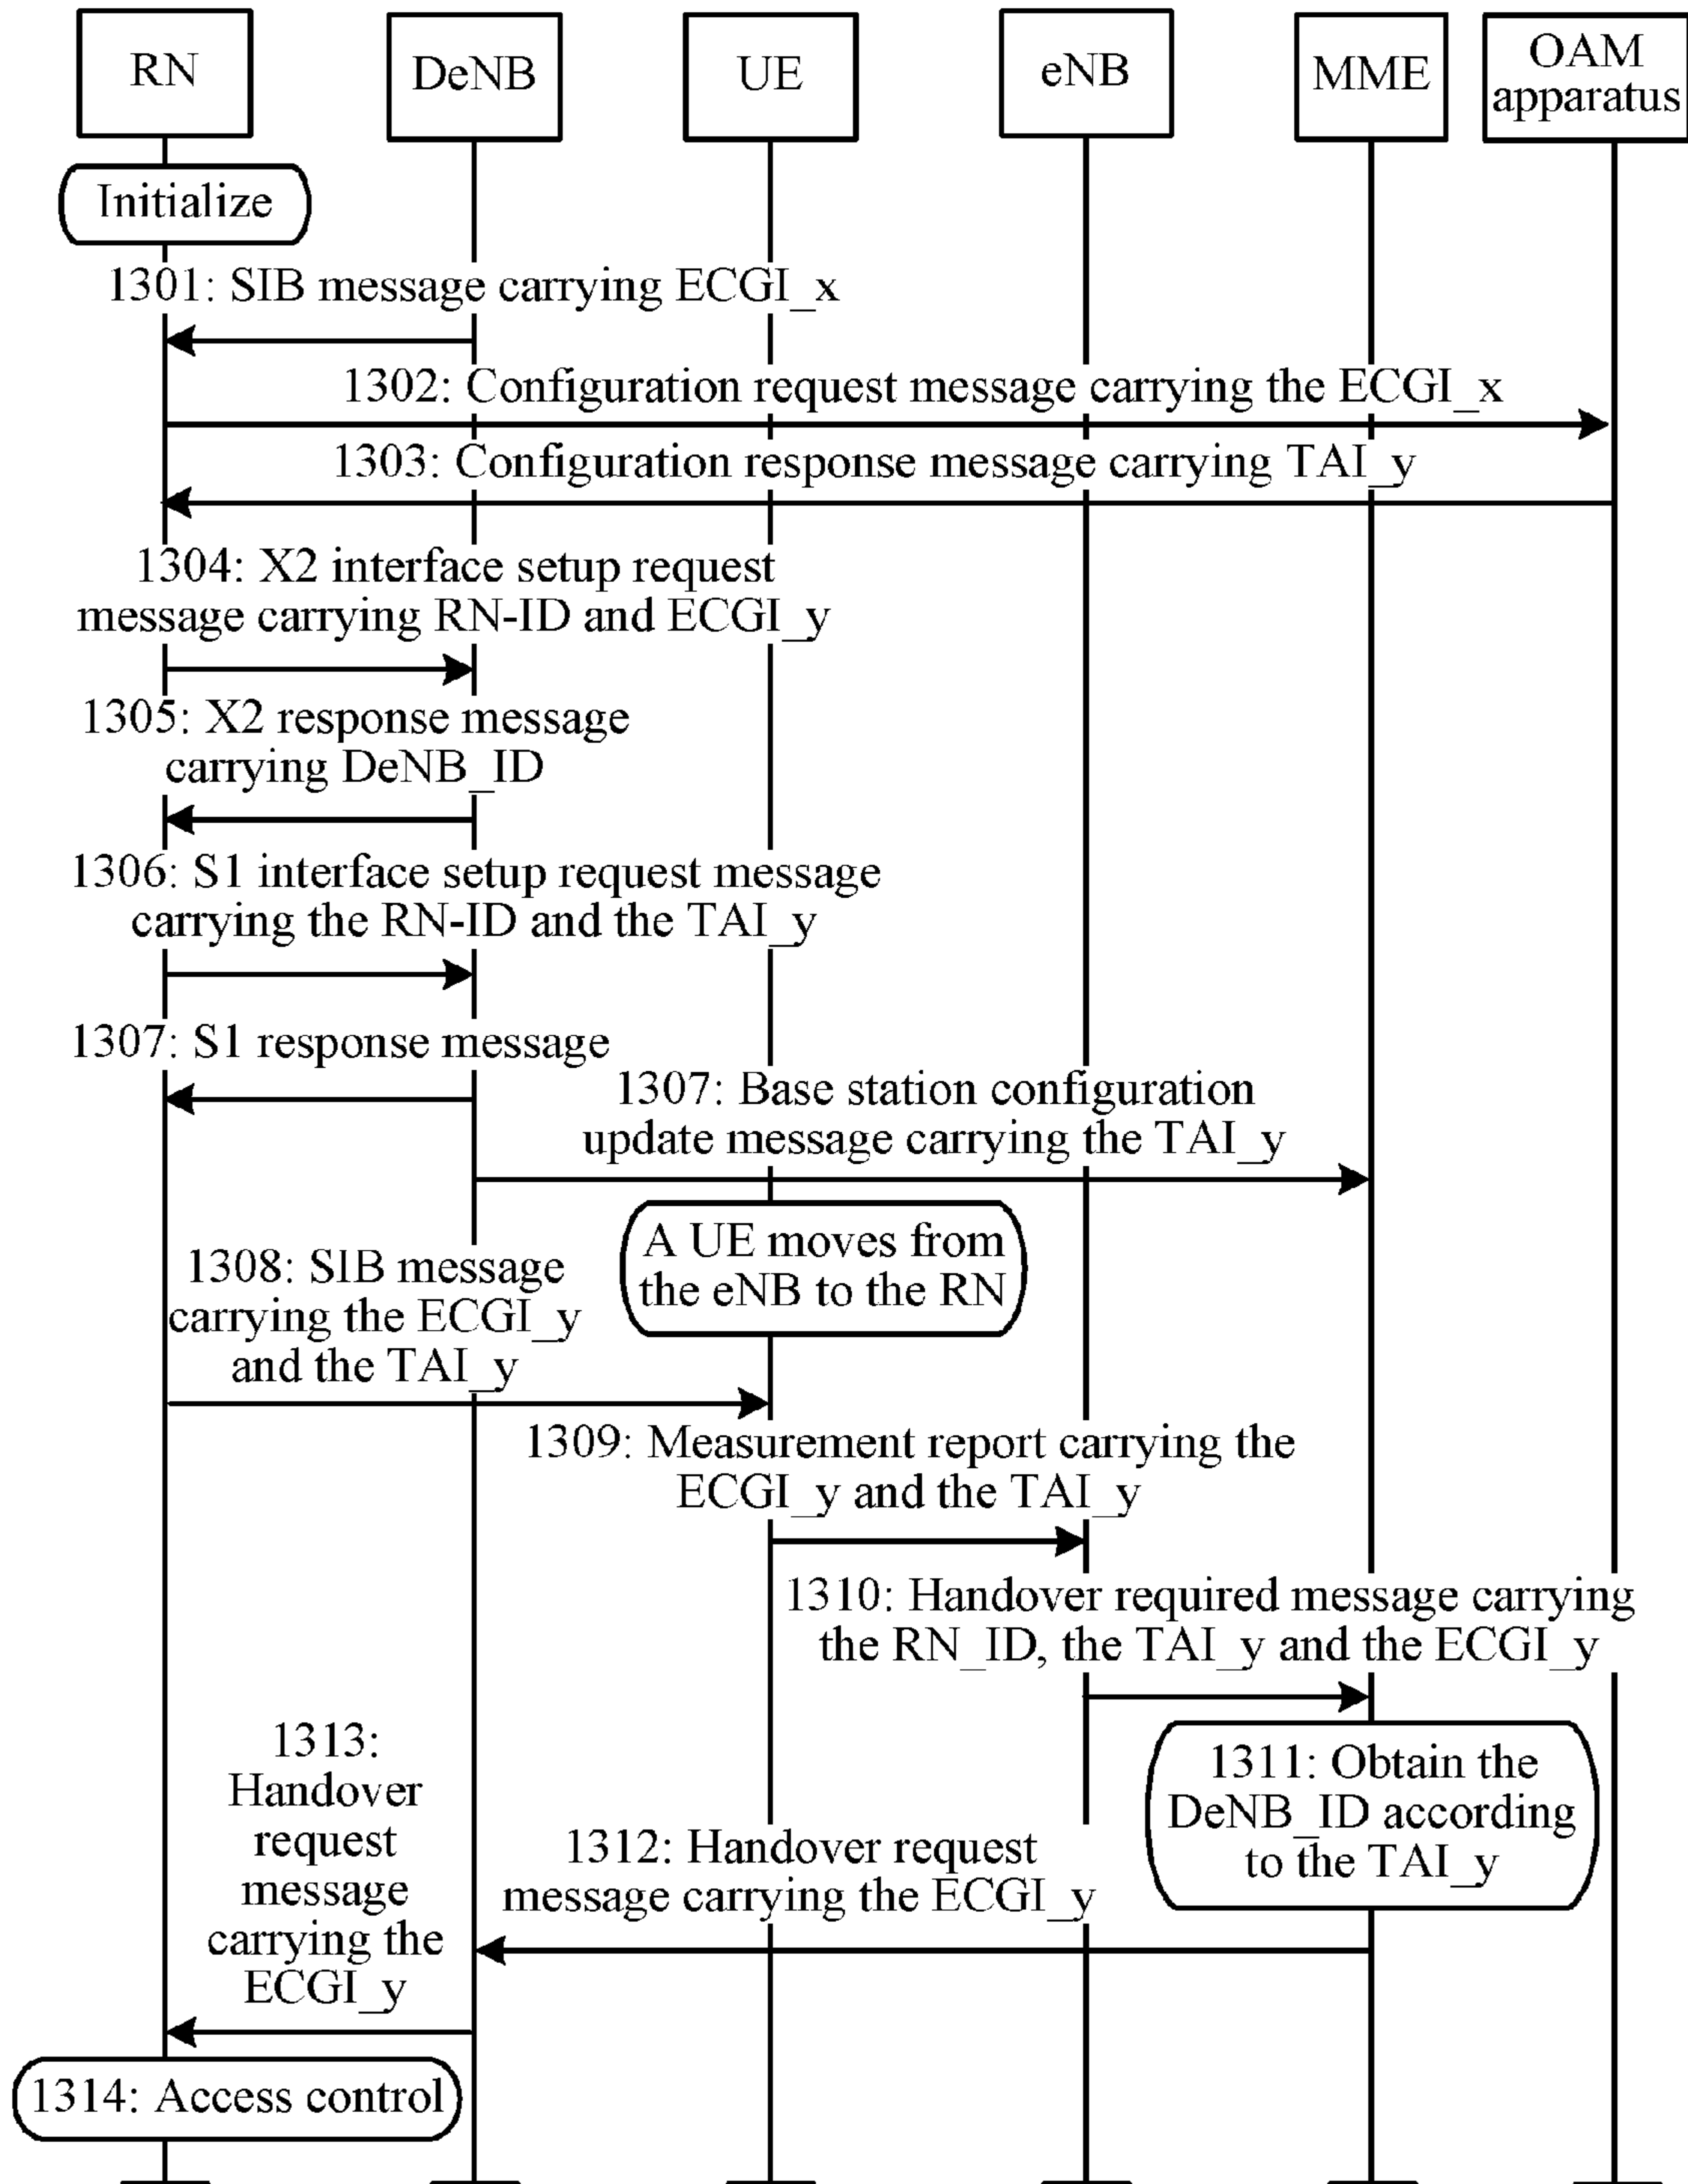 RN
DeNB
UE
eNB
MME
OAM
apparatus
Initialize
1301: SIB message carrying ECGI_x
1302: Configuration request message carrying the ECGI_x
1303: Configuration response message carrying TAI_y
1304: X2 interface setup request
message carrying RN-ID and ECGI_y
1305: X2 response message
carrying DeNB_ID
1306: S1 interface setup request message
carrying the RN-ID and the TAI_y
1307: S1 response message
1307: Base station configuration
update message carrying the TAI_y
A UE moves from
the eNB to the RN
1308: SIB message
carrying the ECGI_y
and the TAI_y
1309: Measurement report carrying the
ECGI_y and the TAI_y
1310: Handover required message carrying
the RN_ID, the TAI_y and the ECGI_y
1311: Obtain the
DeNB_ID according
to the TAI_y
1312: Handover request
message carrying the ECGI_y
1313:
Handover
request
message
carrying the
ECGI_y
1314: Access control